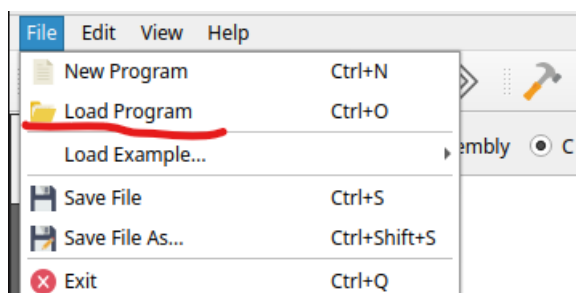 File Edit View Help
New Program Ctrl+N
Load Program Ctrl+O
Load Example...
embly C
Save File Ctrl+S
Save File As... Ctrl+Shift+S
Exit Ctrl+Q